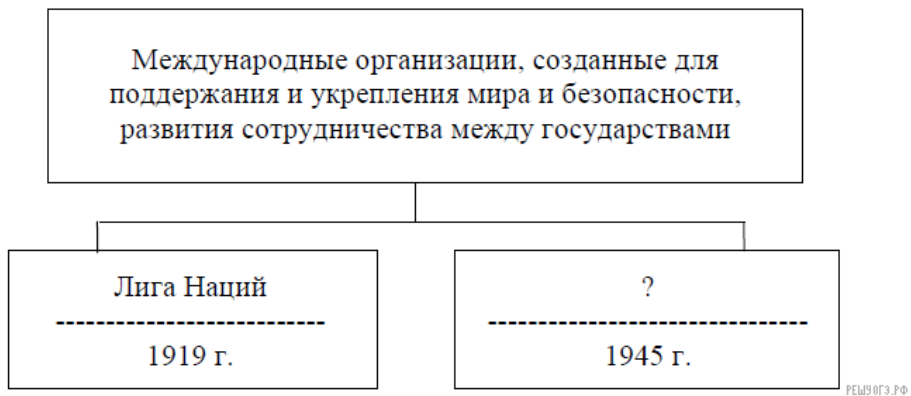 Международные организации, созданные для
поддержания и укрепления мира и безопасности,
развития сотрудничества между государствами
Лига Наций
---------------------------
1919 г.
?
--------------------------------
1945 г.
РЕШУОГЭ.РФ